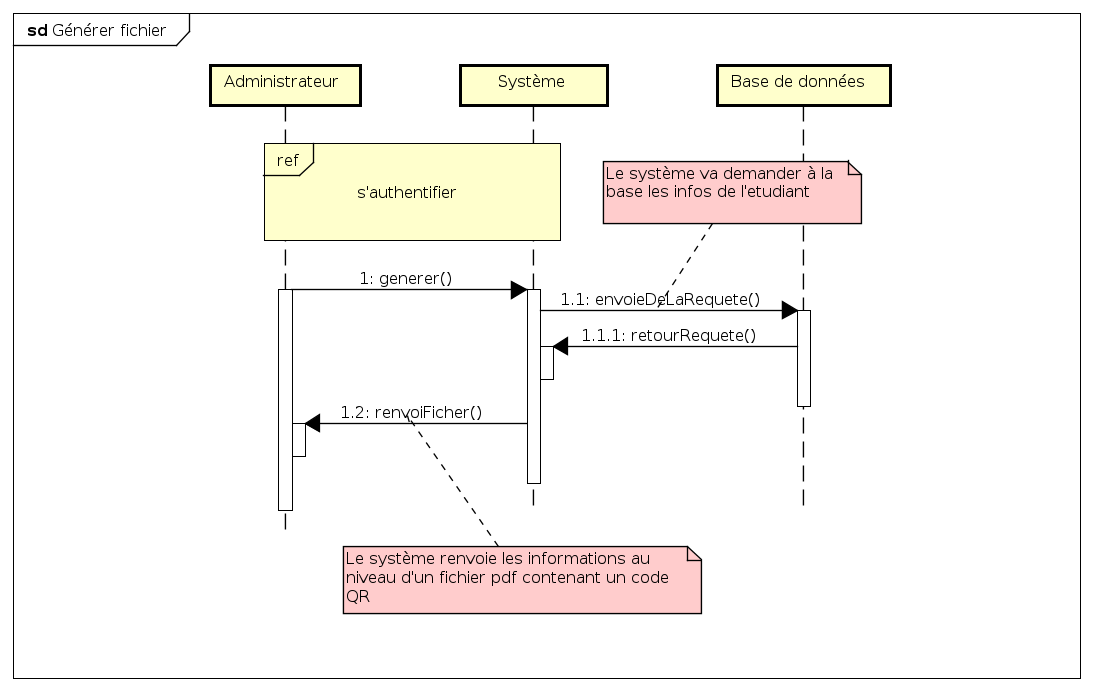 sd Générer fichier
Administrateur
Système
Base de données
ref
s'authentifier
Le système va demander à la
base les infos de l'etudiant
1: generer()
1.1: envoieDeLaRequete()
1.1.1: retourRequete()
1.2: renvoiFicher()
Le système renvoie les informations au
niveau d'un fichier pdf contenant un code
QR